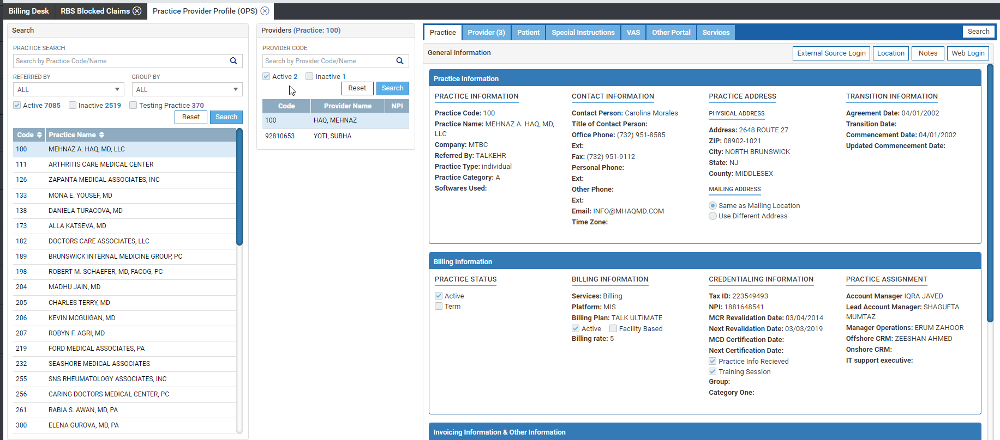 Billing Desk
RBS Blocked Claims
Practice Provider Profile (OPS)
Search
PRACTICE SEARCH
Search by Practice Code/Name
REFERRED BY GROUP BY
ALL ALL
Active 7085 Inactive 2519 Testing Practice 370
Reset Search
Code Practice Name
100 MEHNAZ A. HAQ, MD, LLC
111 ARTHRITIS CARE MEDICAL CENTER
126 ZAPANTA MEDICAL ASSOCIATES, INC
133 MONA E. YOUSEF, MD
138 DANIELA TURACOVA, MD
173 ALLA KATSEVA, MD
182 DOCTORS CARE ASSOCIATES, LLC
189 BRUNSWICK INTERNAL MEDICINE GROUP, PC
198 ROBERT M. SCHAEFER, MD, FACOG, PC
204 MADHU JAIN, MD
205 CHARLES TERRY, MD
206 KEVIN MCGUIGAN, MD
207 ROBYN F. AGRI, MD
219 FORD MEDICAL ASSOCIATES, PA
232 SEASHORE MEDICAL ASSOCIATES
255 SNS RHEUMATOLOGY ASSOCIATES, INC
256 CARING DOCTORS MEDICAL CENTER, PC
261 RABIA S. AWAN, MD, PA
300 ELENA GUROVA, MD, PA
Providers (Practice: 100)
PROVIDER CODE
Search by Provider Code/Name
Active 2 Inactive 1
Reset Search
Code Provider Name NPI
100 HAQ, MEHNAZ
92810653 YOTI, SUBHA
Practice Provider (3) Patient Special Instructions VAS Other Portal Services Search
General Information External Source Login Location Notes Web Login
Practice Information
PRACTICE INFORMATION
Practice Code: 100
Practice Name: MEHNAZ A. HAQ, MD,
LLC
Company: MTBC
Referred By: TALKEHR
Practice Type: individual
Practice Category: A
Softwares Used:
CONTACT INFORMATION
Contact Person: Carolina Morales
Title of Contact Person:
Office Phone: (732) 951-8585
Ext:
Fax: (732) 951-9112
Personal Phone:
Ext:
Other Phone:
Ext:
Email: INFO@MHAQMD.COM
Time Zone:
PRACTICE ADDRESS
PHYSICAL ADDRESS
Address: 2648 ROUTE 27
ZIP: 08902-1021
City: NORTH BRUNSWICK
State: NJ
County: MIDDLESEX
MAILING ADDRESS
Same as Mailing Location
Use Different Address
TRANSITION INFORMATION
Agreement Date: 04/01/2002
Transition Date:
Commencement Date: 04/01/2002
Updated Commencement Date:
Billing Information
PRACTICE STATUS
Active
Term
BILLING INFORMATION
Services: Billing
Platform: MIS
Billing Plan: TALK ULTIMATE
Active Facility Based
Billing rate: 5
CREDENTIALING INFORMATION
Tax ID: 223549493
NPI: 1881648541
MCR Revalidation Date: 03/04/2014
Next Revalidation Date: 03/03/2019
MCD Certification Date:
Next Certification Date:
Practice Info Recieved
Training Session
Group:
Category One:
PRACTICE ASSIGNMENT
Account Manager IQRA JAVED
Lead Account Manager: SHAGUFTA
MUMTAZ
Manager Operations: ERUM ZAHOOR
Offshore CRM: ZEESHAN AHMED
Onshore CRM:
IT support executive:
Invoicing Information & Other Information